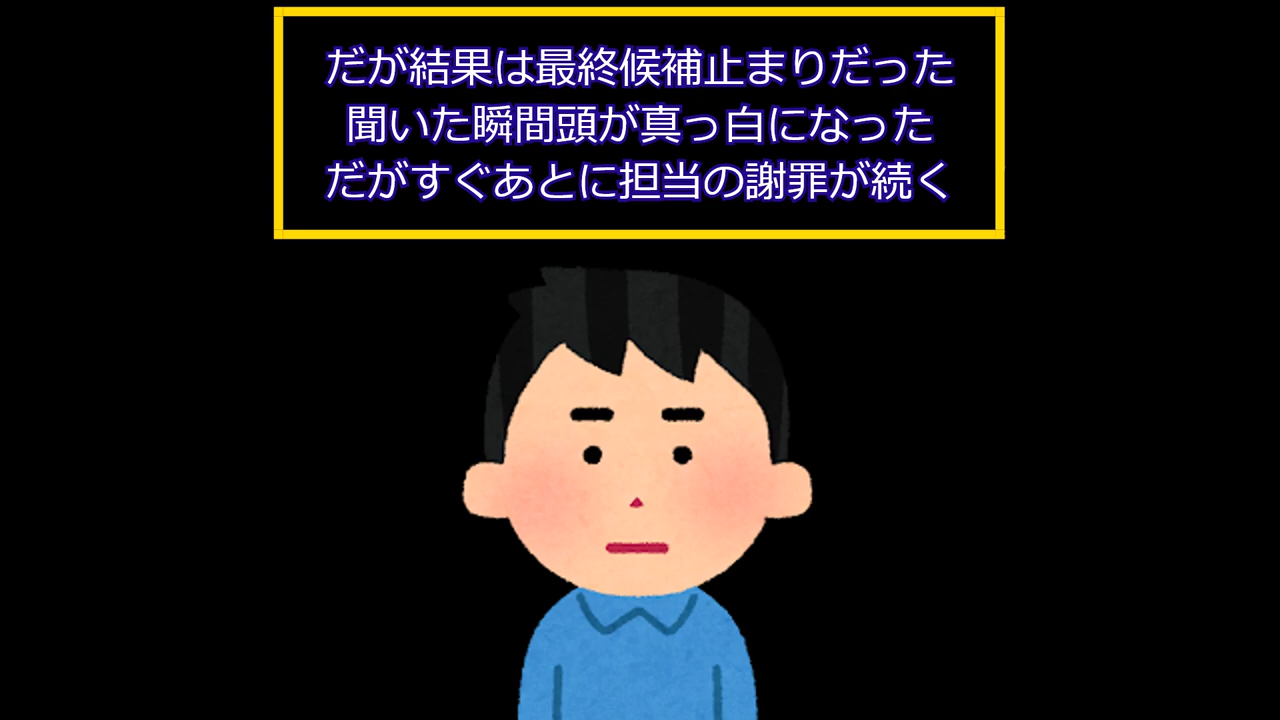 だが結果は最終候補止まりだった
聞いた瞬間頭が真っ白になった
だがすぐあとに担当の謝罪が続く